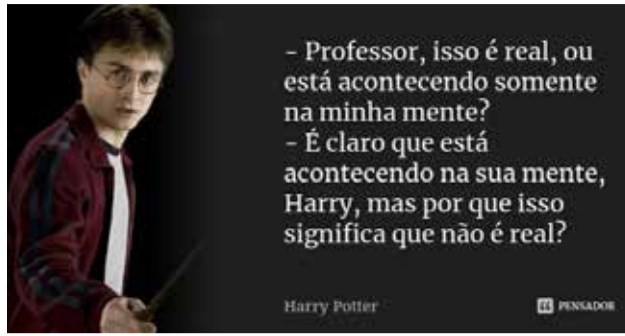 - Professor, isso é real, ou
está acontecendo somente
na minha mente?
- É claro que está
acontecendo na sua mente,
Harry, mas por que isso
significa que não é real?
Harry Potter
PENSADOR